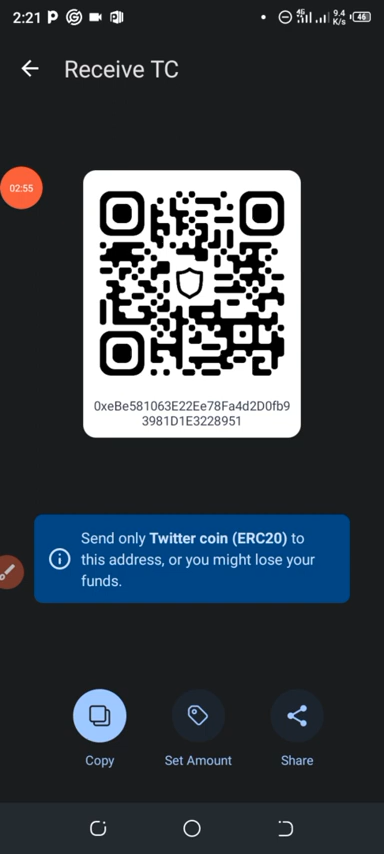 2:21
4G
9.4
K/s
46
Receive TC
02:55
0xeBe581063E22Ee78Fa4d2D0fb9
3981D1E3228951
Send only Twitter coin (ERC20) to
this address, or you might lose your
funds.
Copy Set Amount Share